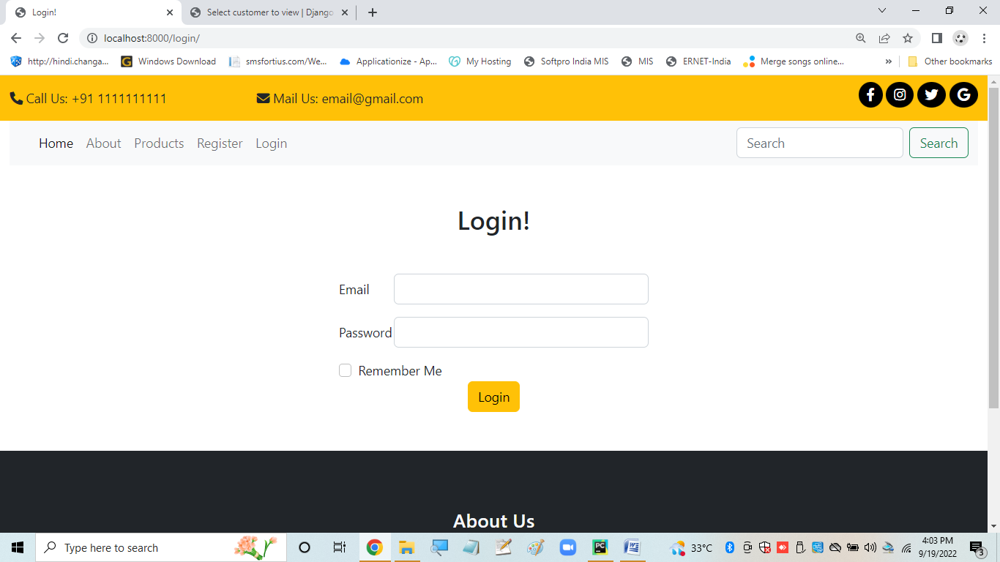 Login!
Select customer to view | Django
localhost:8000/login/
http://hindi.changa... Windows Download smsfortius.com/We... Applicationize - Ap... My Hosting Softpro India MIS MIS ERNET-India Merge songs online... » Other bookmarks
Call Us: +91 1111111111 Mail Us: email@gmail.com
Home About Products Register Login Search Search
Login!
Email
Password
Remember Me
Login
About Us
Type here to search
33°C
4:03 PM
9/19/2022
3